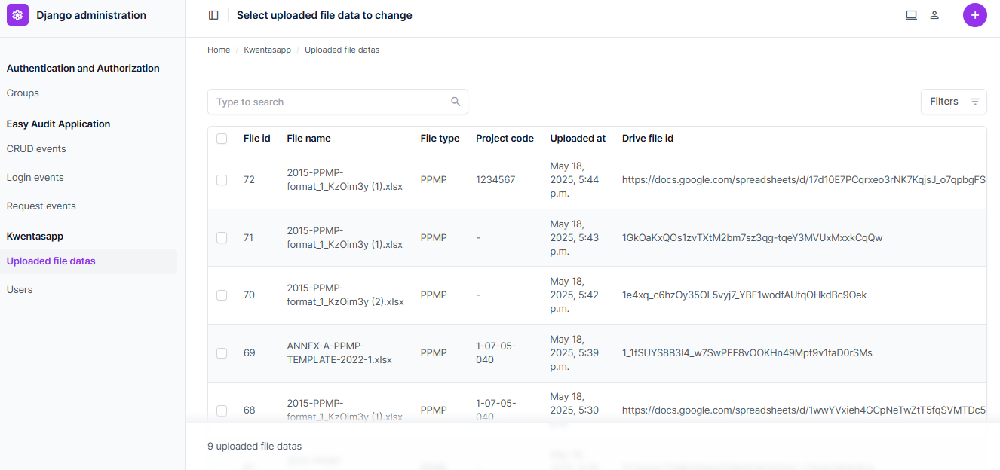 Django administration
Select uploaded file data to change
Home / Kwentasapp / Uploaded file datas
Authentication and Authorization
Groups
Easy Audit Application
CRUD events
Login events
Request events
Kwentasapp
Uploaded file datas
Users
Type to search
Filters
File id File name File type Project code Uploaded at Drive file id
72
2015-PPMP-
format_1_KzOim3y (1).xlsx
PPMP
1234567
May 18,
2025, 5:44
p.m.
https://docs.google.com/spreadsheets/d/17d10E7PCqrxeo3rNK7KqjsJ_o7qpbgFS
71
2015-PPMP-
format_1_KzOim3y (1).xlsx
PPMP
-
May 18,
2025, 5:43
p.m.
1GkOaKxQOs1zvTXtM2bm7sz3qg-tqeY3MVUxMxxkCqQw
70
2015-PPMP-
format_1_KzOim3y (2).xlsx
PPMP
-
May 18,
2025, 5:42
p.m.
1e4xq_c6hzOy35OL5vyj7_YBF1wodfAUfqOHkdBc9Oek
69
ANNEX-A-PPMP-
TEMPLATE-2022-1.xlsx
PPMP
1-07-05-
040
May 18,
2025, 5:39
p.m.
1_1fSUYS8B3I4_w7SwPEF8vOOKHn49Mpf9v1faD0rSMs
68
2015-PPMP-
format_1_KzOim3y (1).xlsx
PPMP
1-07-05-
040
May 18,
2025, 5:30
https://docs.google.com/spreadsheets/d/1wwYVxieh4GCpNeTwZtT5fqSVMTDc5
9 uploaded file datas